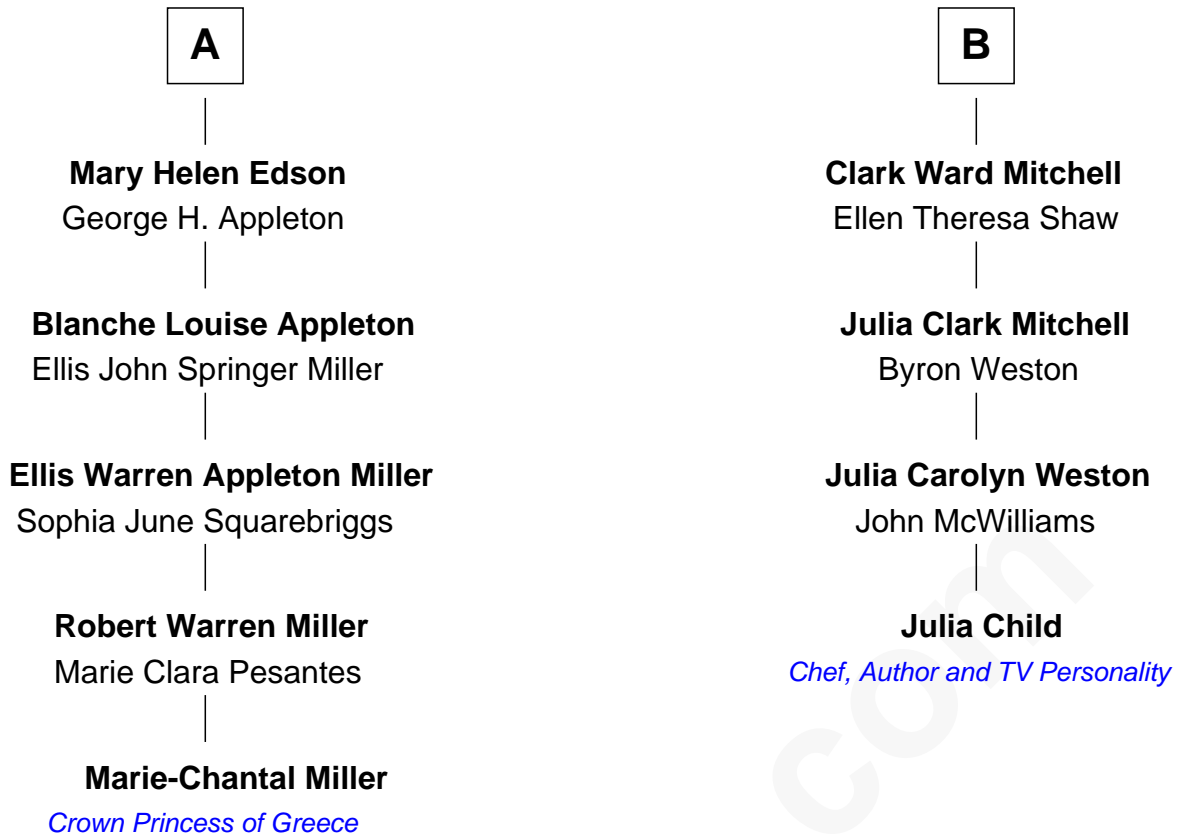 A
Mary Helen Edson
George H. Appleton
Blanche Louise Appleton
Ellis John Springer Miller
Ellis Warren Appleton Miller
Sophia June Squarebriggs
Robert Warren Miller
Marie Clara Pesantes
Marie-Chantal Miller
Crown Princess of Greece
B
Clark Ward Mitchell
Ellen Theresa Shaw
Julia Clark Mitchell
Byron Weston
Julia Carolyn Weston
John McWilliams
Julia Child
Chef, Author and TV Personality
com